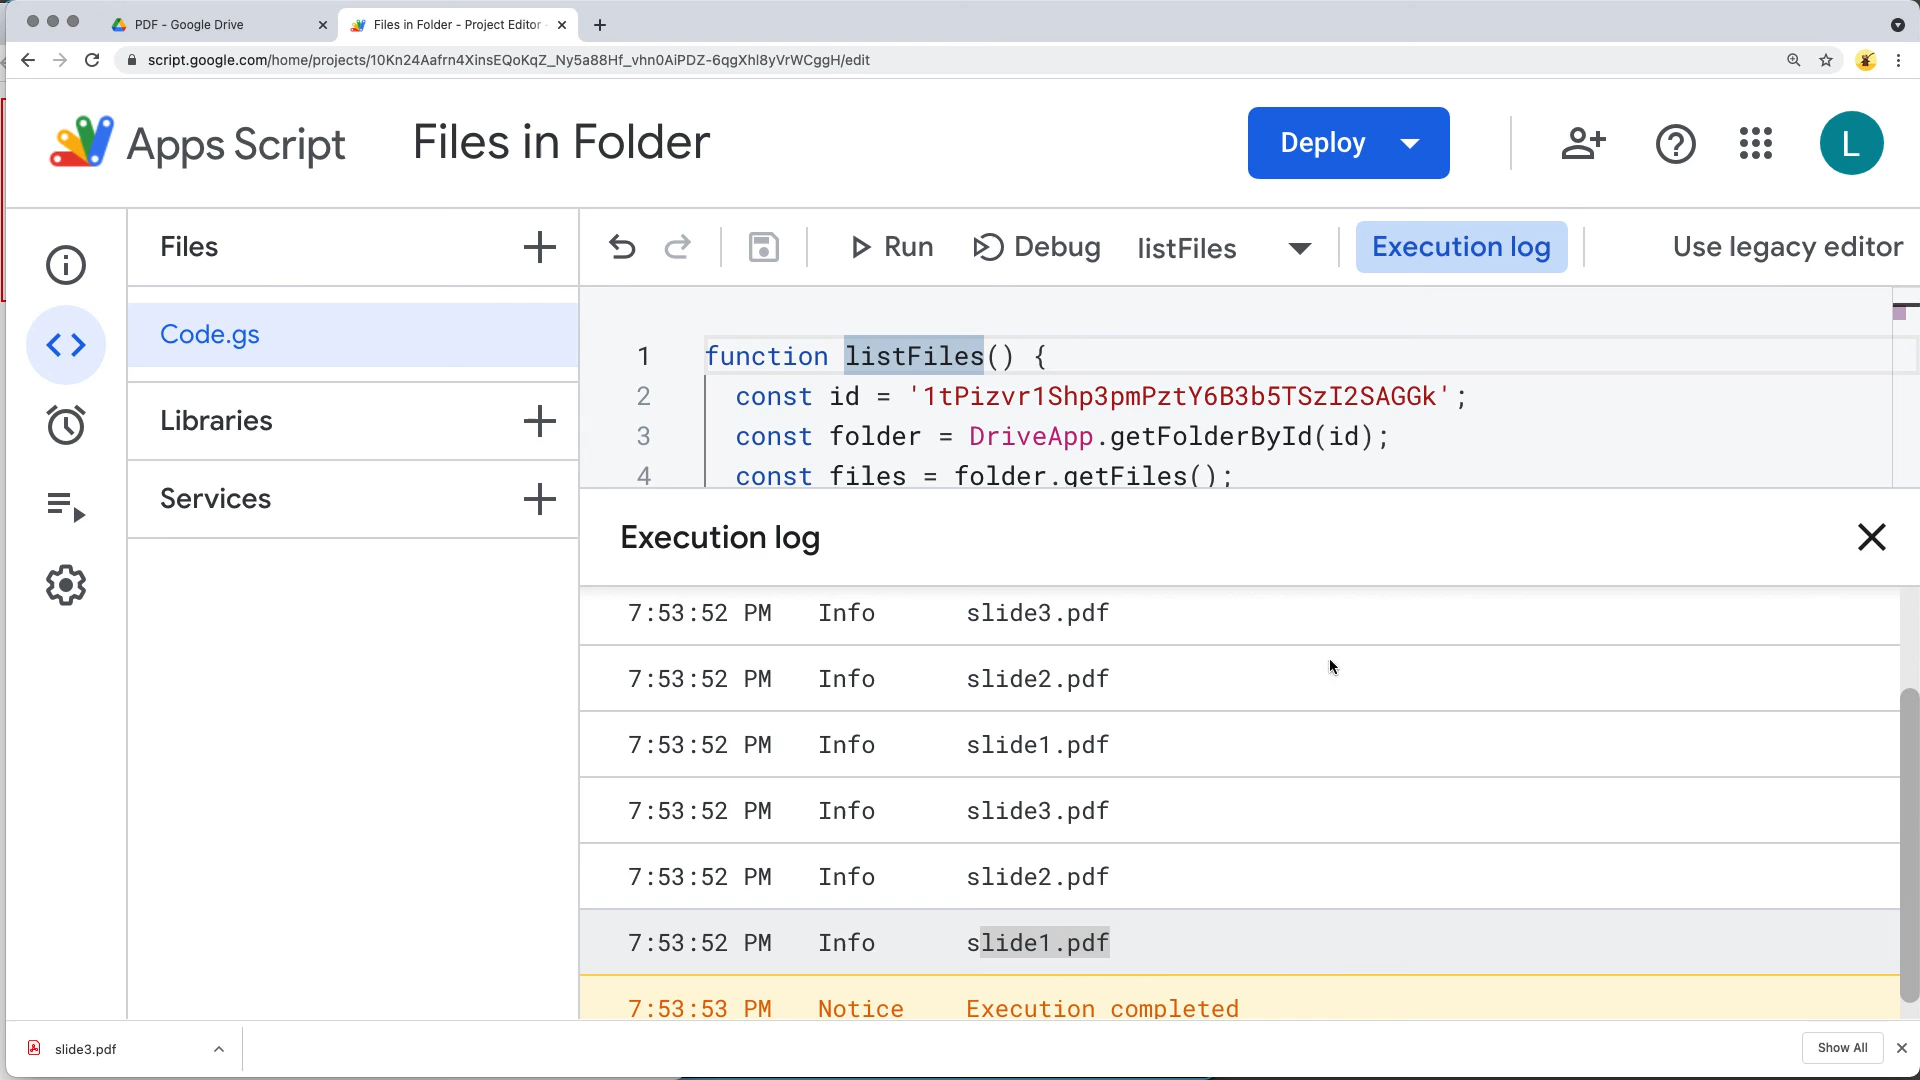 PDF - Google Drive
Files in Folder - Project Editor
script.google.com/home/projects/10Kn24Aafrn4XinsEQoKqZ_Ny5a88Hf_vhn0AiPDZ-6qgXhl8yVrWCggH/edit
Apps Script
Files in Folder
Deploy
L
Files
Run
Debug
listFiles
Execution log
Use legacy editor
Code.gs
Libraries
Services
1 function listFiles() {
2 const id = '1tPizvr1Shp3pmPztY6B3b5TSzI2SAGGk';
3 const folder = DriveApp.getFolderById(id);
4 const files = folder.getFiles();
Execution log
7:53:52 PM Info slide3.pdf
7:53:52 PM Info slide2.pdf
7:53:52 PM Info slide1.pdf
7:53:52 PM Info slide3.pdf
7:53:52 PM Info slide2.pdf
7:53:52 PM Info slide1.pdf
7:53:53 PM Notice Execution completed
slide3.pdf
Show All